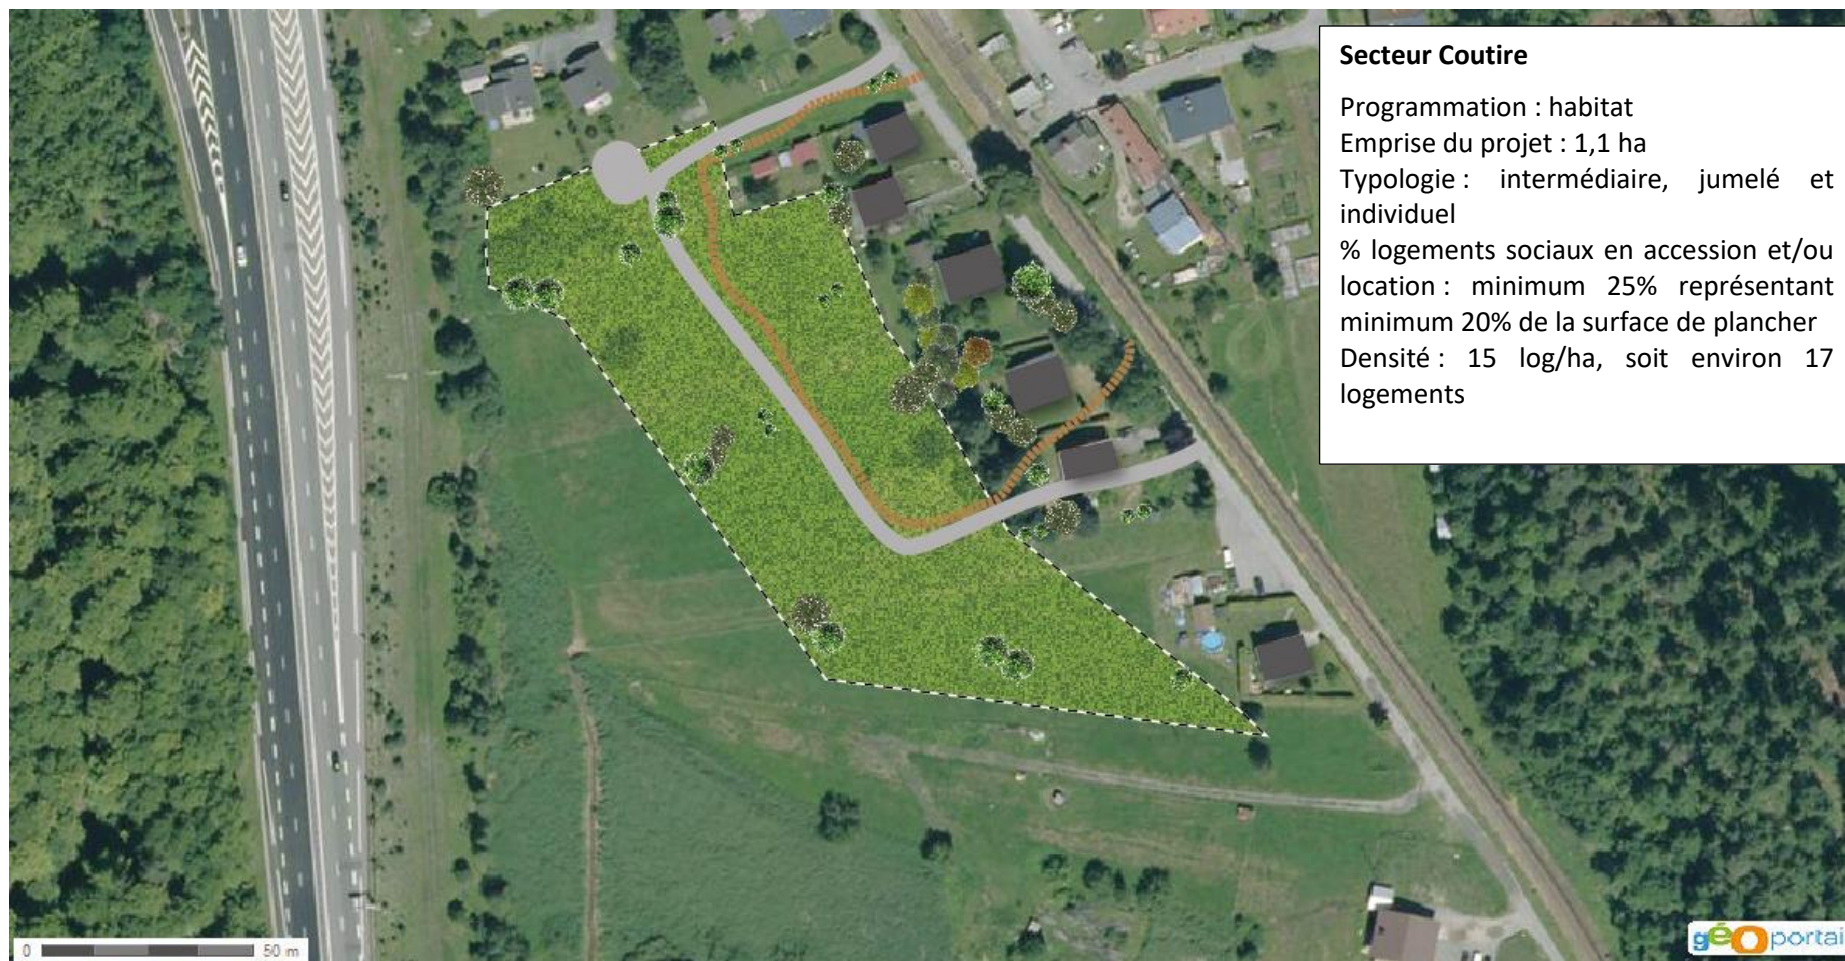 Secteur Coutire
Programmation : habitat
Emprise du projet : 1,1 ha
Typologie : intermédiaire, jumelé et
individuel
% logements sociaux en accession et/ou
location : minimum 25% représentant
minimum 20% de la surface de plancher
Densité : 15 log/ha, soit environ 17
logements
0 50 m
géoportai